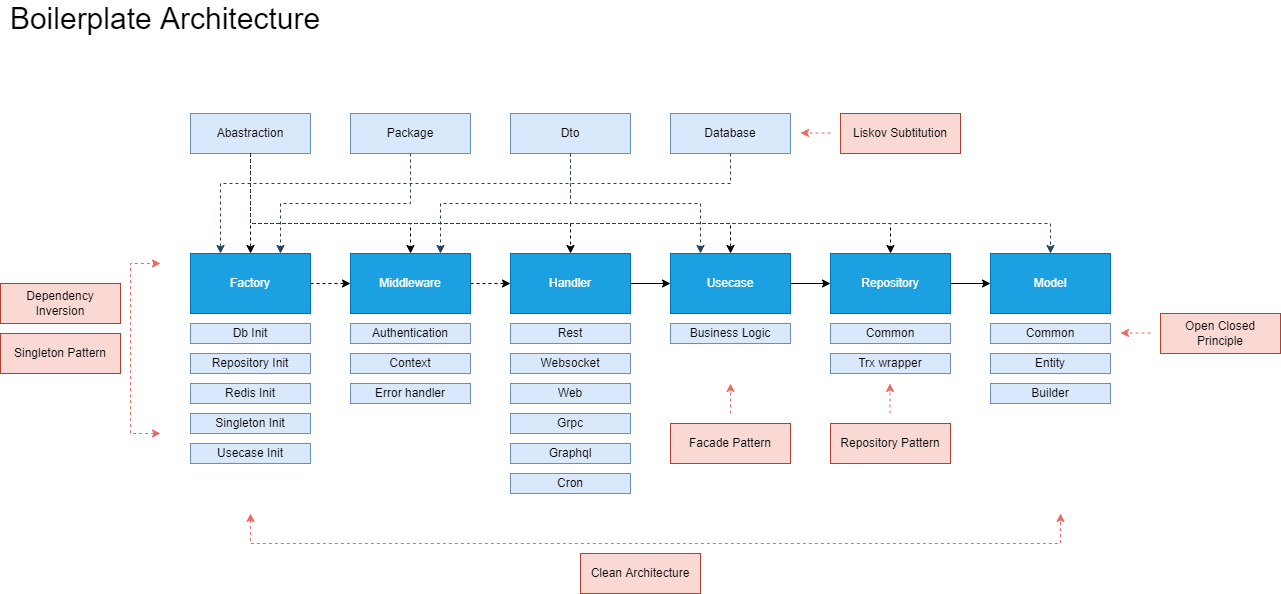 Boilerplate Architecture
Abastraction
Package
Dto
Database
Liskov Subtitution
Factory
Middleware
Handler
Usecase
Repository
Model
Dependency
Inversion
Singleton Pattern
Db Init
Repository Init
Redis Init
Singleton Init
Usecase Init
Authentication
Context
Error handler
Rest
Websocket
Web
Grpc
Graphql
Cron
Business Logic
Facade Pattern
Common
Trx wrapper
Repository Pattern
Common
Entity
Builder
Open Closed
Principle
Clean Architecture